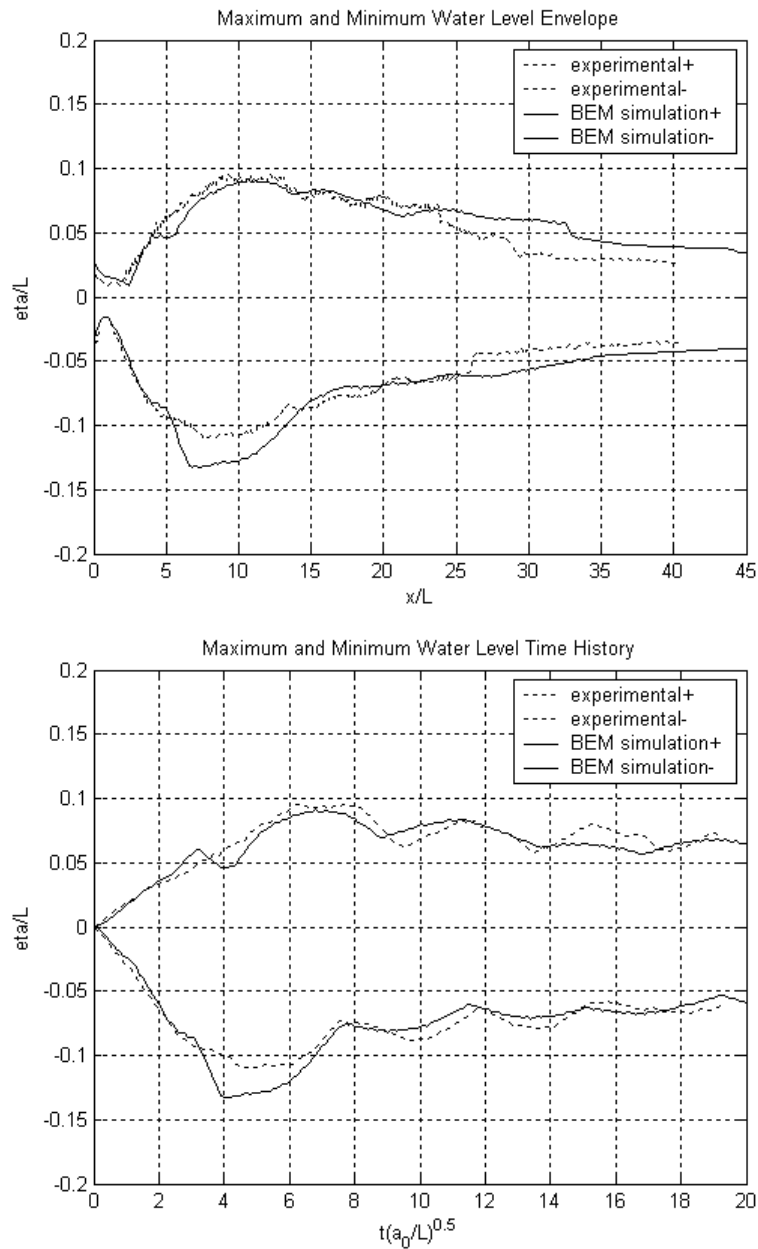 Maximum and Minimum Water Level Envelope
0.2
0.15
0.1
0.05
0
-0.05
-0.1
-0.15
-0.2
eta/L
experimental+
experimental-
BEM simulation+
BEM simulation-
0 5 10 15 20 25 30 35 40 45
x/L
Maximum and Minimum Water Level Time History
0.2
0.15
0.1
0.05
0
-0.05
-0.1
-0.15
-0.2
eta/L
experimental+
experimental-
BEM simulation+
BEM simulation-
0 2 4 6 8 10 12 14 16 18 20
t(a₀/L)⁰·⁵